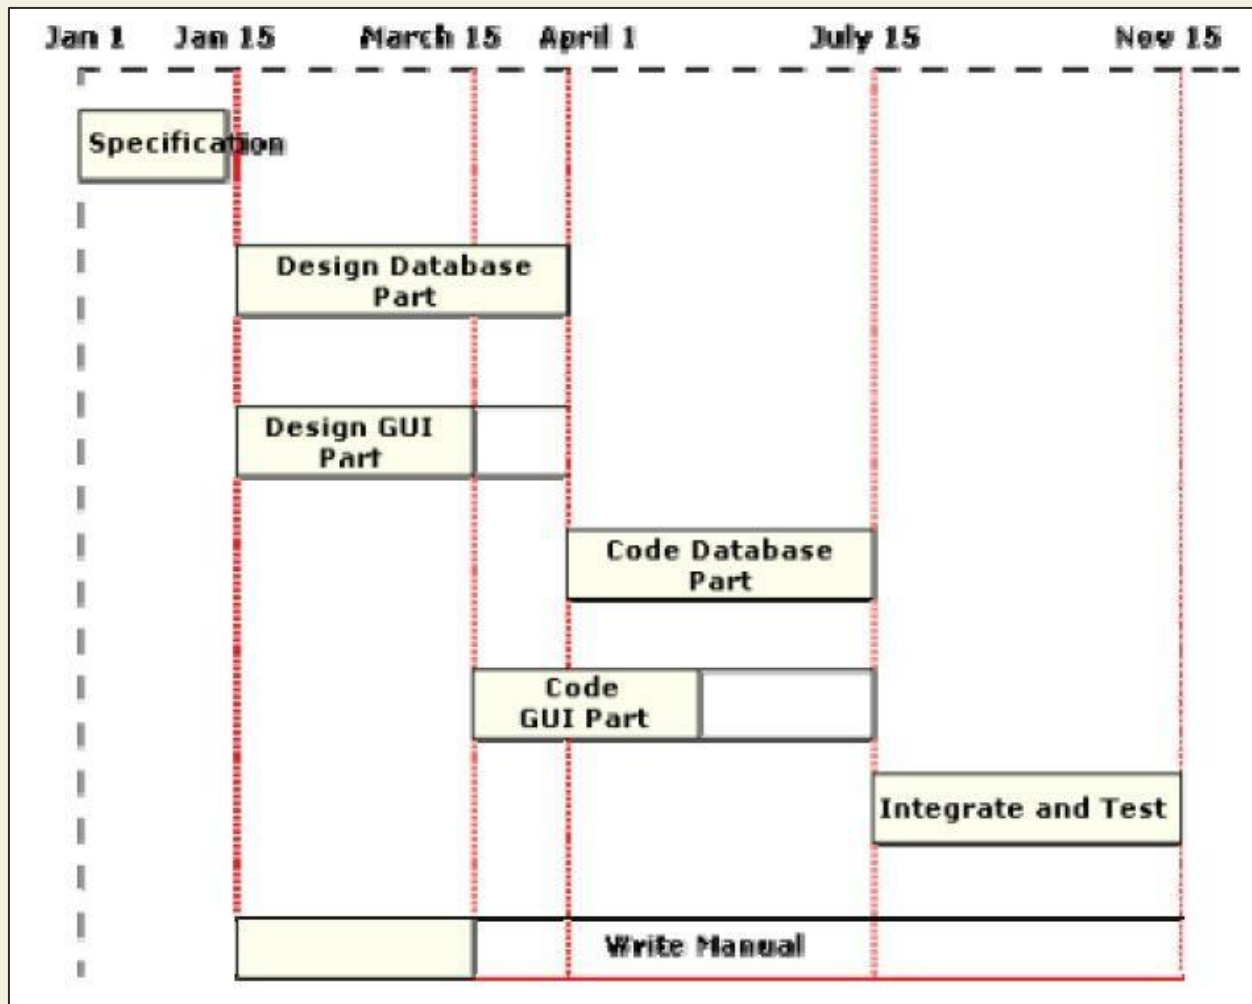 Jan 1 Jan 15 March 15 April 1 July 15 Nov 15
Specification
Design Database
Part
Design GUI
Part
Code Database
Part
Code
GUI Part
Integrate and Test
Write Manual